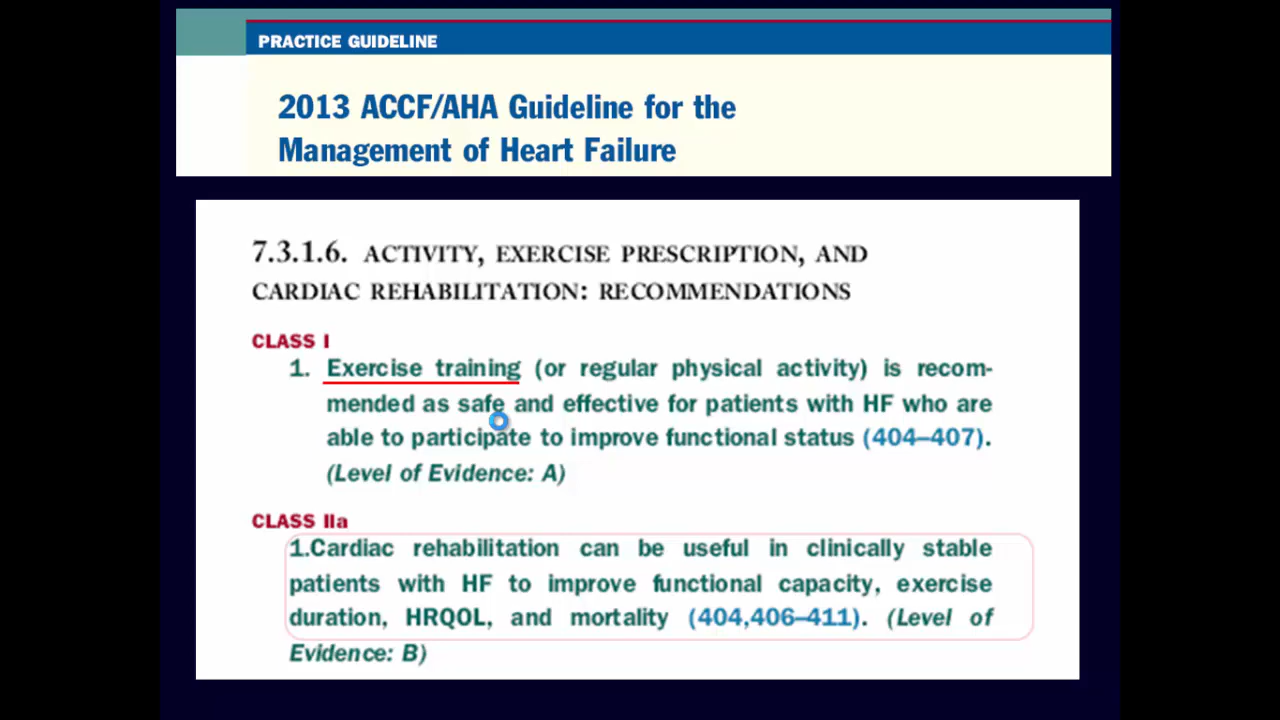 PRACTICE GUIDELINE
2013 ACCF/AHA Guideline for the
Management of Heart Failure
7.3.1.6. ACTIVITY, EXERCISE PRESCRIPTION, AND
CARDIAC REHABILITATION: RECOMMENDATIONS
CLASS I
1. Exercise training (or regular physical activity) is recom-
mended as safe and effective for patients with HF who are
able to participate to improve functional status (404–407).
(Level of Evidence: A)
CLASS IIa
1.Cardiac rehabilitation can be useful in clinically stable
patients with HF to improve functional capacity, exercise
duration, HRQOL, and mortality (404,406–411). (Level of
Evidence: B)